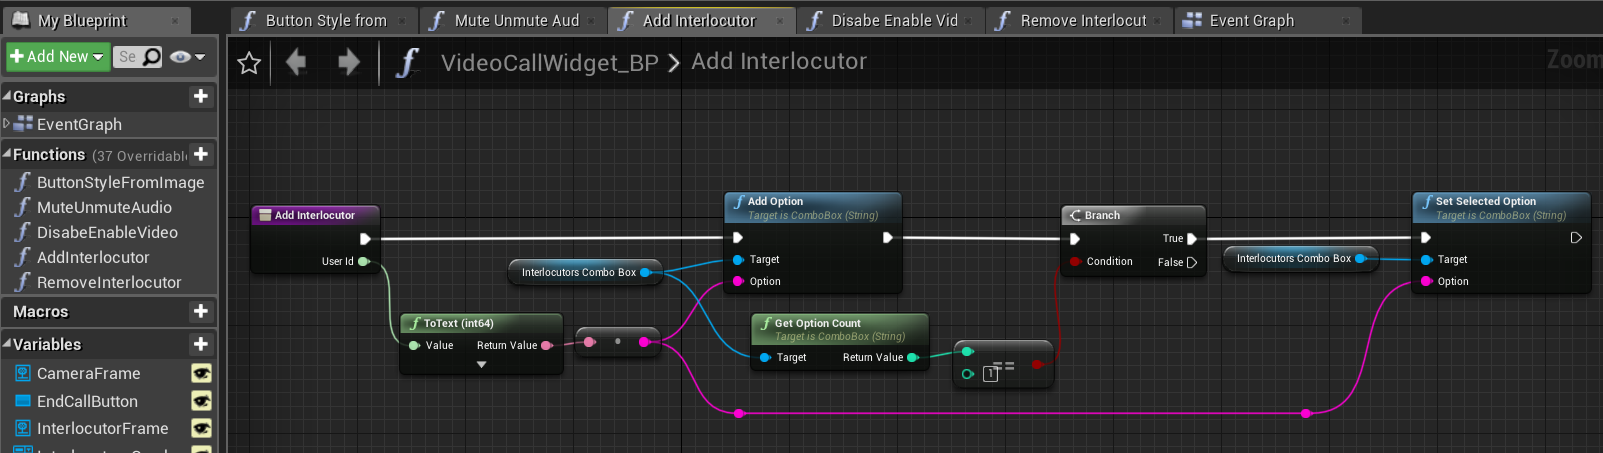 My Blueprint
Button Style from
Mute Unmute Aud
Add Interlocutor
Disabe Enable Vid
Remove Interlocut
Event Graph
Add New
Se
VideoCallWidget_BP > Add Interlocutor
Zoom
Graphs
EventGraph
Functions (37 Overridable
ButtonStyleFromImage
MuteUnmuteAudio
DisabeEnableVideo
AddInterlocutor
RemoveInterlocutor
Macros
Variables
CameraFrame
EndCallButton
InterlocutorFrame
Add Interlocutor
User Id
ToText (int64)
Value Return Value
Interlocutors Combo Box
Add Option
Target is ComboBox (String)
Target
Option
Get Option Count
Target is ComboBox (String)
Target Return Value
1 ==
Branch
True
Condition False
Interlocutors Combo Box
Set Selected Option
Target is ComboBox (String)
Target
Option